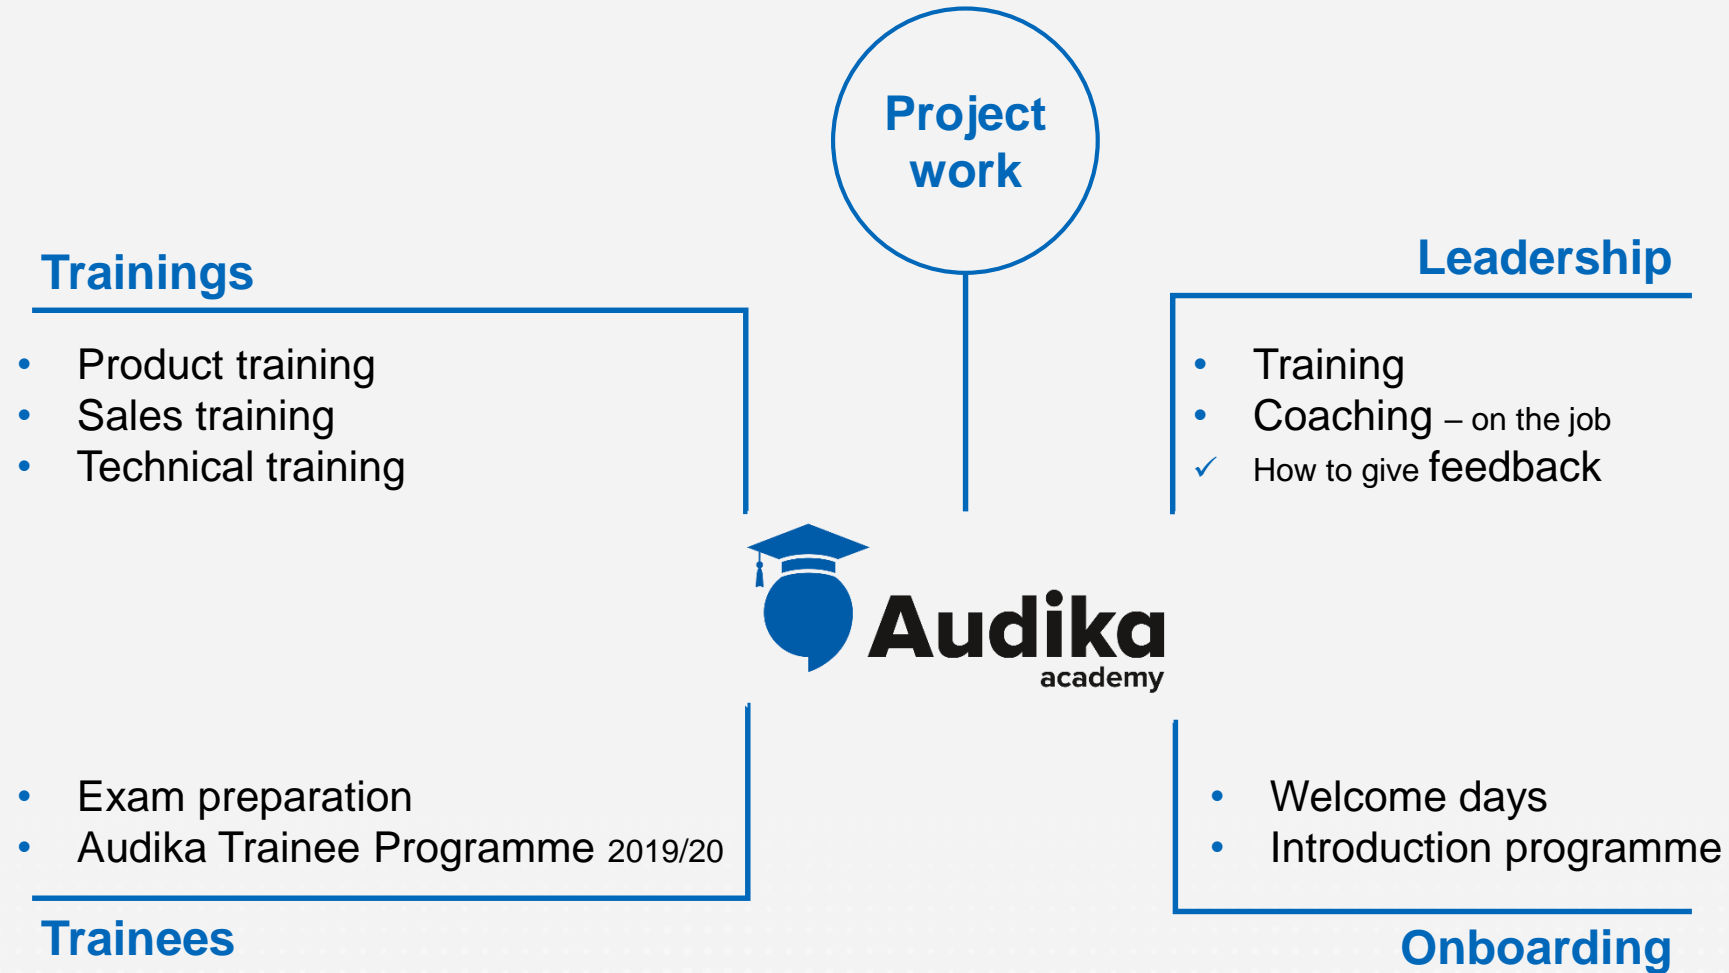 Project
work
Trainings
• Product training
• Sales training
• Technical training
Leadership
• Training
• Coaching – on the job
✓ How to give feedback
Audika
academy
• Exam preparation
• Audika Trainee Programme 2019/20
Trainees
• Welcome days
• Introduction programme
Onboarding